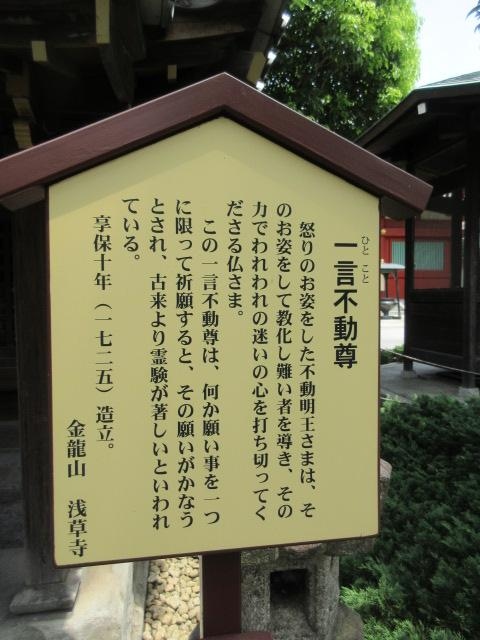 一言不動尊
ひとこと
怒りのお姿をした不動明王さまは、そ
のお姿をして教化し難い者を導き、その
力でわれわれの迷いの心を打ち切ってく
ださる仏さま。
この一言不動尊は、何か願い事を一つ
に限って祈願すると、その願いがかなう
とされ、古来より霊験が著しいといわれ
ている。
享保十年（一七二五）造立。
金龍山　浅草寺